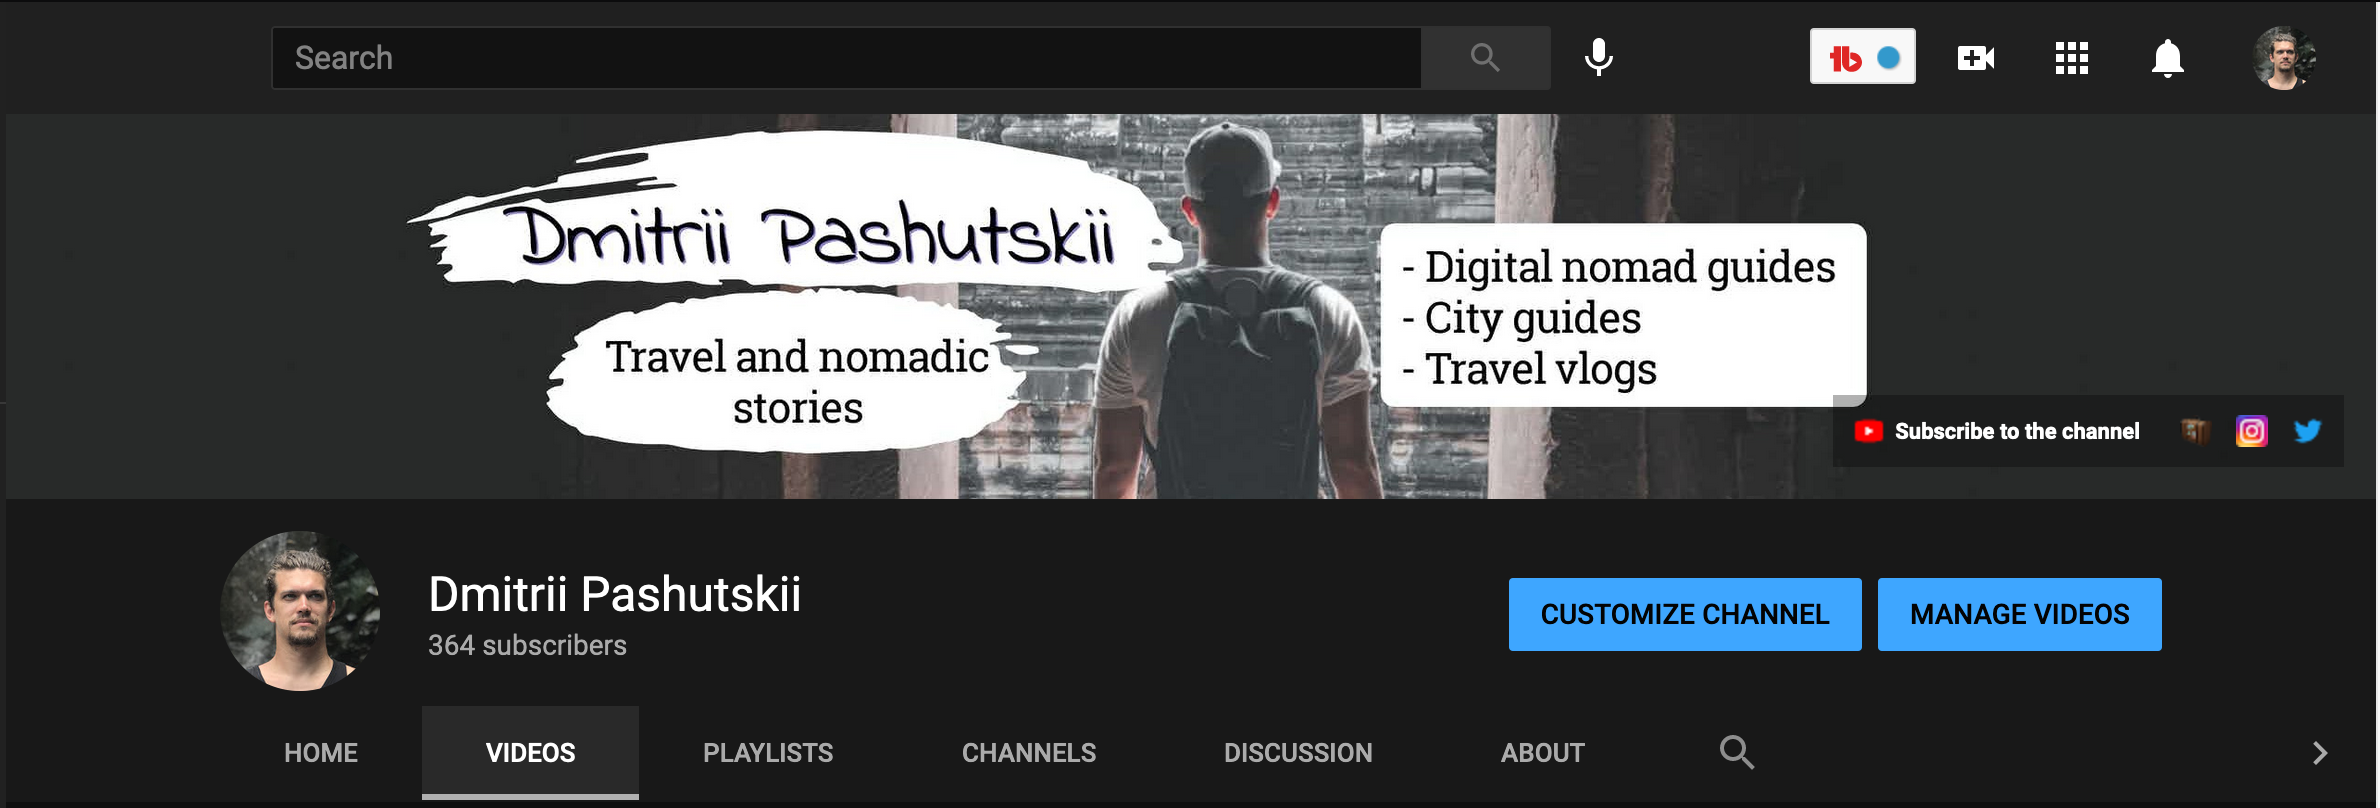 Search
tb
Dmitrii Pashutskii
Travel and nomadic
stories
- Digital nomad guides
- City guides
- Travel vlogs
Subscribe to the channel
Dmitrii Pashutskii
364 subscribers
CUSTOMIZE CHANNEL
MANAGE VIDEOS
HOME
VIDEOS
PLAYLISTS
CHANNELS
DISCUSSION
ABOUT